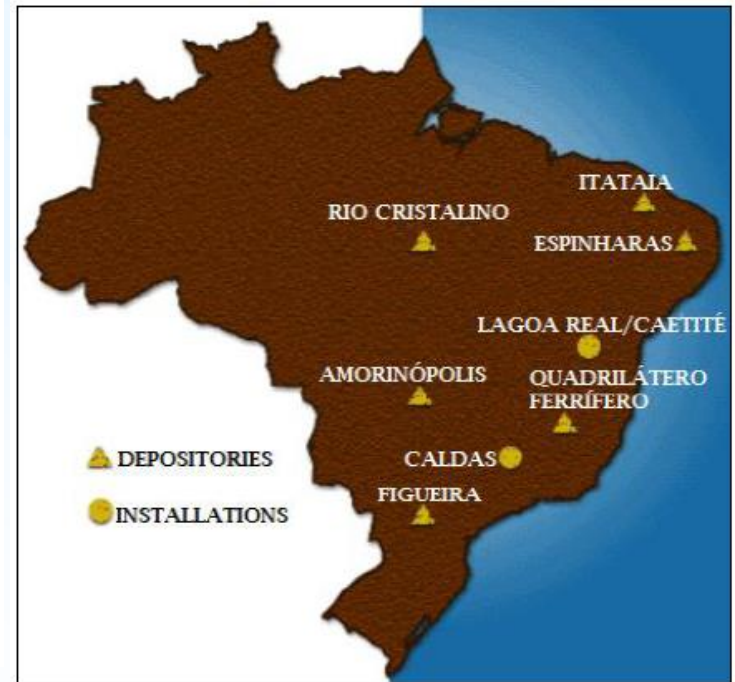 ITATAIA
RIO CRISTALINO
ESPINHARAS
LAGOA REAL/CAETITÉ
AMORINÓPOLIS
QUADRILÁTERO
FERRÍFERO
DEPOSITORIES
CALDAS
FIGUEIRA
INSTALLATIONS